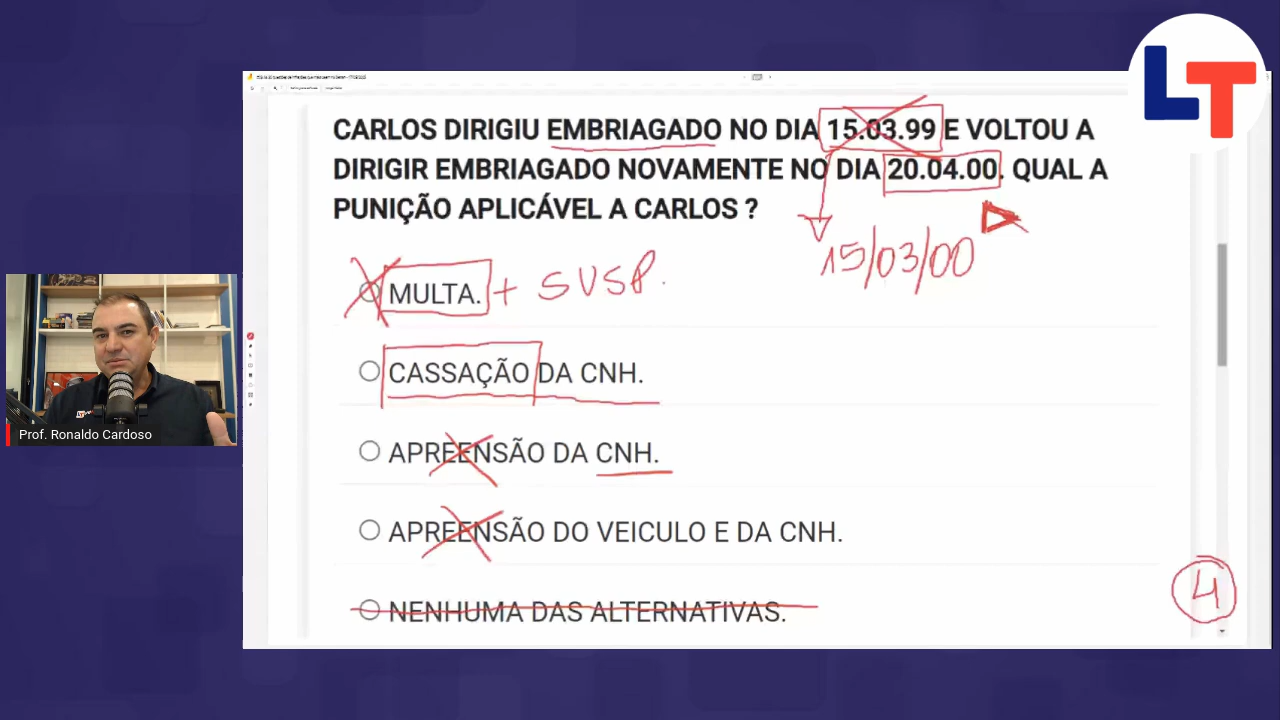 LT
CARLOS DIRIGIU EMBRIAGADO NO DIA 15.03.99 E VOLTOU A
DIRIGIR EMBRIAGADO NOVAMENTE NO DIA 20.04.00. QUAL A
PUNIÇÃO APLICÁVEL A CARLOS ?
15/03/00
MULTA. + SUSP.
CASSAÇÃO DA CNH.
APREENSÃO DA CNH.
APREENSÃO DO VEICULO E DA CNH.
NENHUMA DAS ALTERNATIVAS.
4
Prof. Ronaldo Cardoso